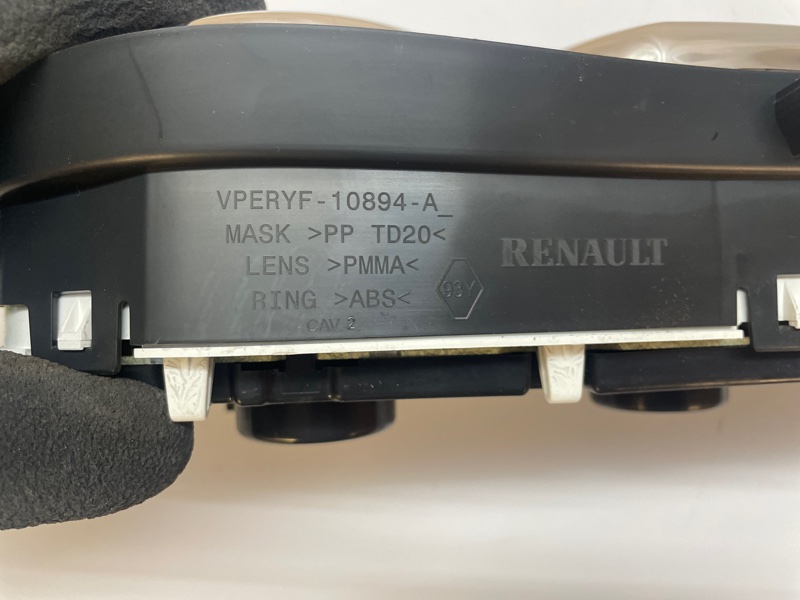 VPERYF-10894-A_
MASK >PP TD20<
LENS >PMMA<
RING >ABS<
CAV 2
93Y
RENAULT